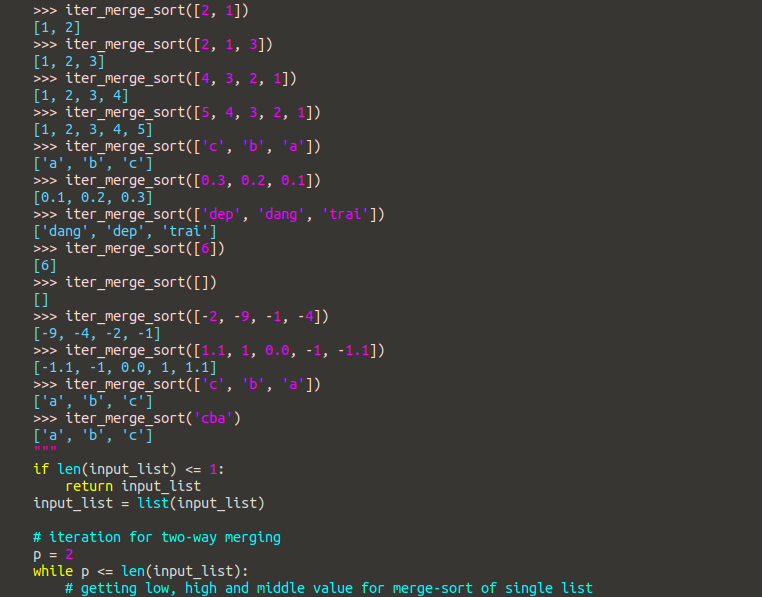 >>> iter_merge_sort([2, 1])
[1, 2]
>>> iter_merge_sort([2, 1, 3])
[1, 2, 3]
>>> iter_merge_sort([4, 3, 2, 1])
[1, 2, 3, 4]
>>> iter_merge_sort([5, 4, 3, 2, 1])
[1, 2, 3, 4, 5]
>>> iter_merge_sort(['c', 'b', 'a'])
['a', 'b', 'c']
>>> iter_merge_sort([0.3, 0.2, 0.1])
[0.1, 0.2, 0.3]
>>> iter_merge_sort(['dep', 'dang', 'trai'])
['dang', 'dep', 'trai']
>>> iter_merge_sort([6])
[6]
>>> iter_merge_sort([])
[]
>>> iter_merge_sort([-2, -9, -1, -4])
[-9, -4, -2, -1]
>>> iter_merge_sort([1.1, 1, 0.0, -1, -1.1])
[-1.1, -1, 0.0, 1, 1.1]
>>> iter_merge_sort(['c', 'b', 'a'])
['a', 'b', 'c']
>>> iter_merge_sort('cba')
['a', 'b', 'c']
"""
if len(input_list) <= 1:
    return input_list
input_list = list(input_list)

# iteration for two-way merging
p = 2
while p <= len(input_list):
    # getting low, high and middle value for merge-sort of single list